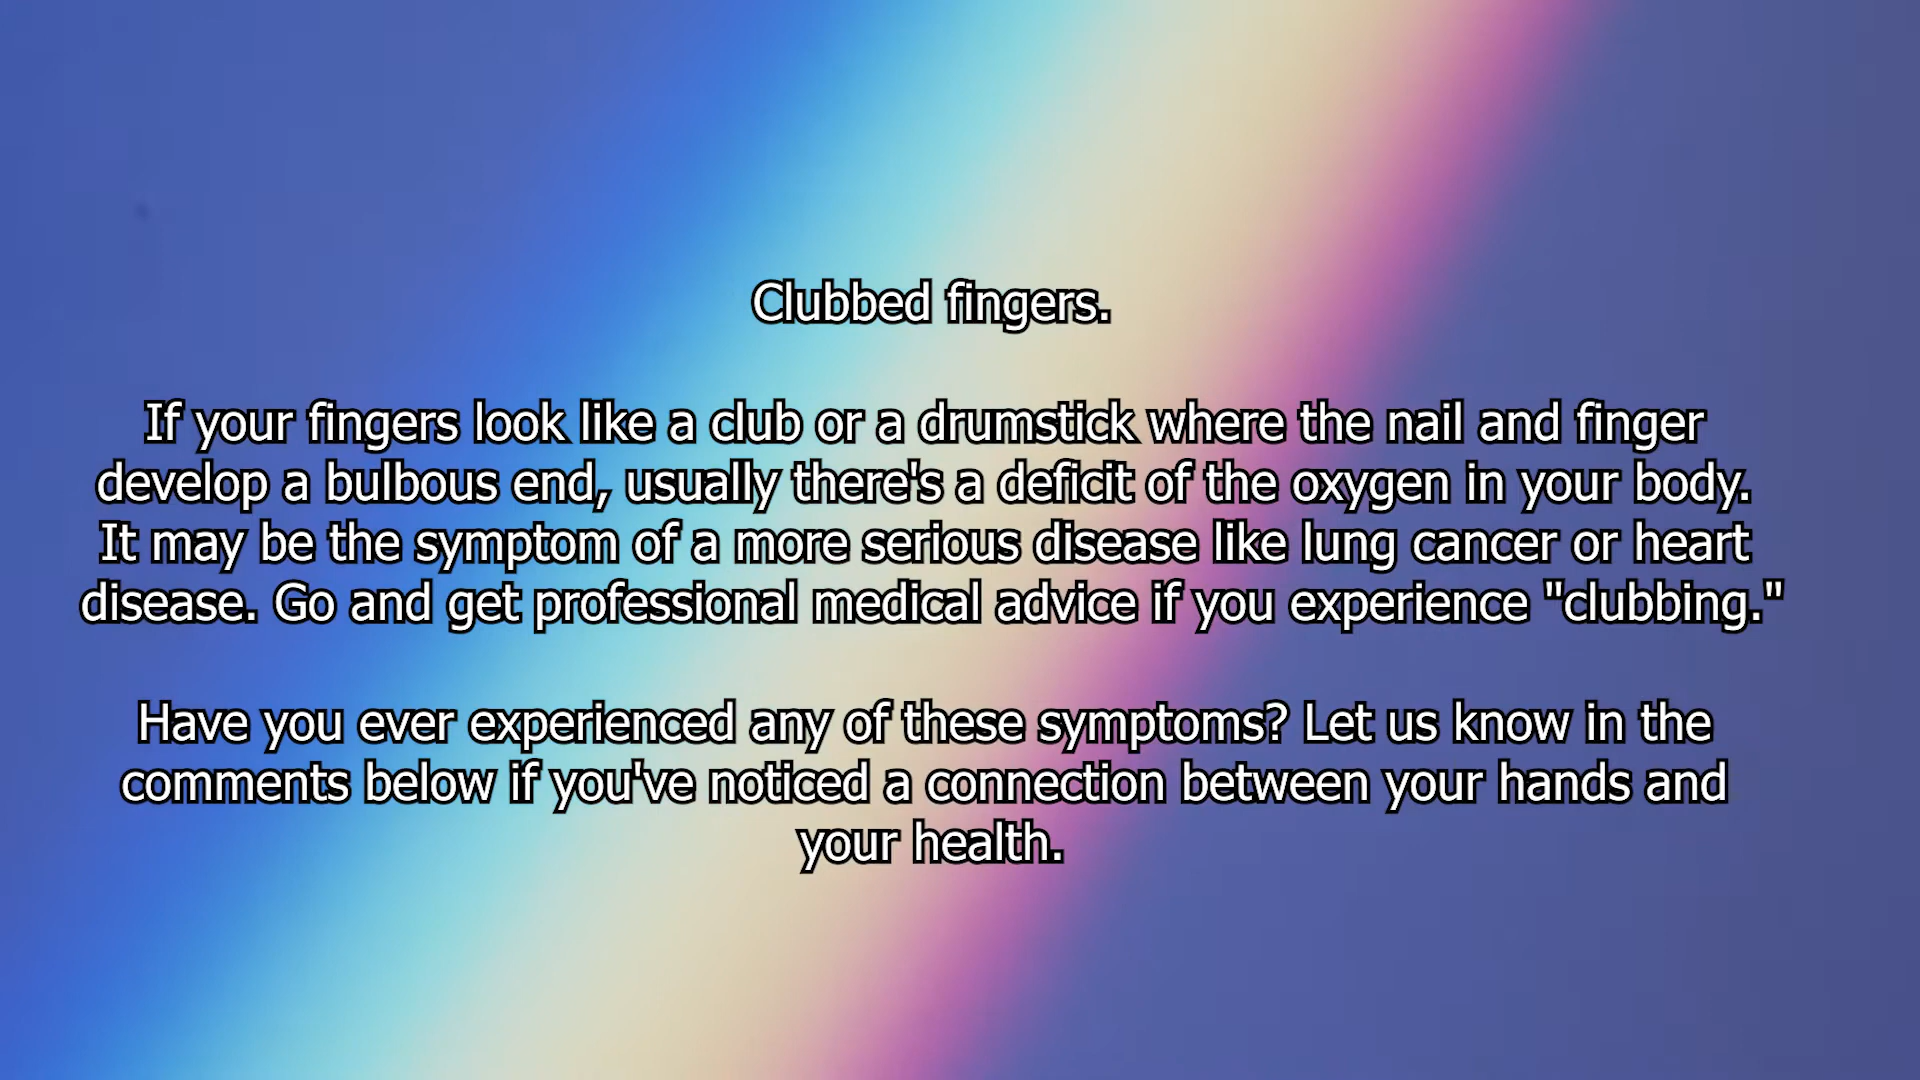 Clubbed fingers.
If your fingers look like a club or a drumstick where the nail and finger
develop a bulbous end, usually there's a deficit of the oxygen in your body.
It may be the symptom of a more serious disease like lung cancer or heart
disease. Go and get professional medical advice if you experience "clubbing."
Have you ever experienced any of these symptoms? Let us know in the
comments below if you've noticed a connection between your hands and
your health.